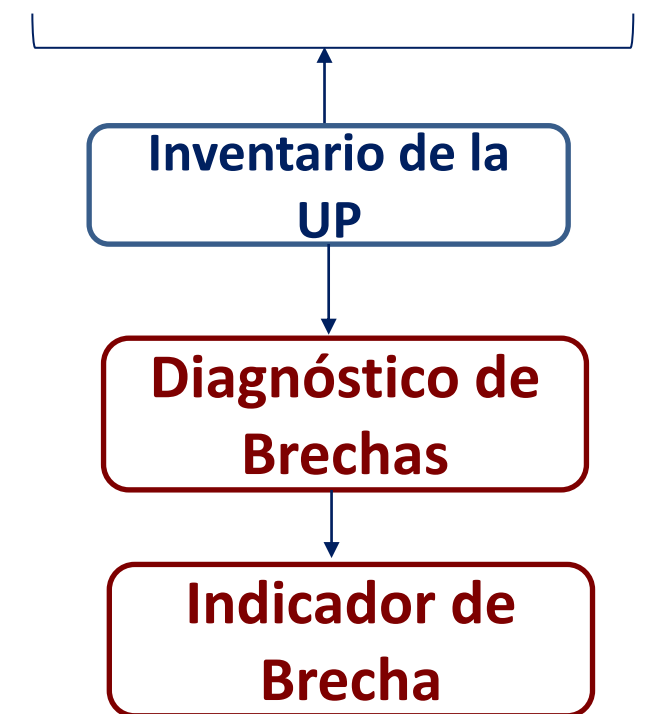 Inventario de la
UP
Diagnóstico de
Brechas
Indicador de
Brecha